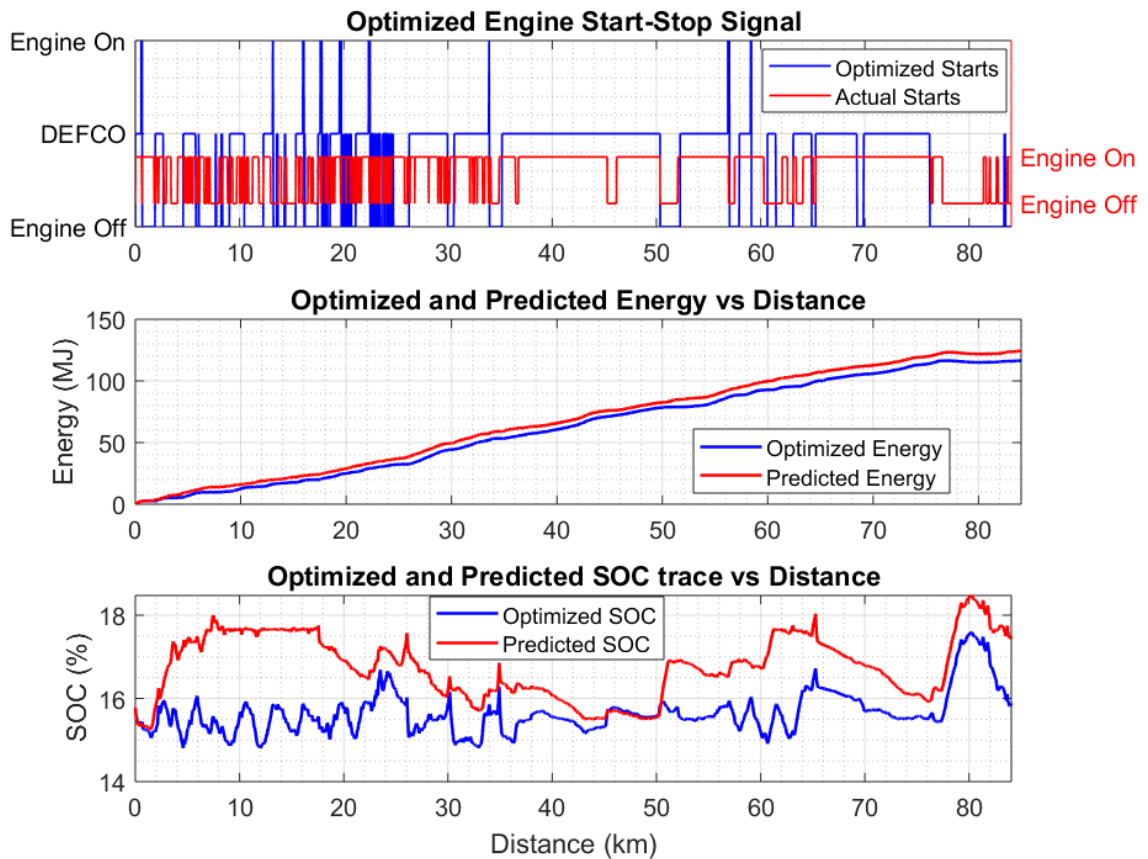 Optimized Engine Start-Stop Signal
Engine On
DEFCO
Engine Off
Optimized Starts
Actual Starts
Engine On
Engine Off
0 10 20 30 40 50 60 70 80
Optimized and Predicted Energy vs Distance
Energy (MJ)
150
100
50
0
Optimized Energy
Predicted Energy
0 10 20 30 40 50 60 70 80
Optimized and Predicted SOC trace vs Distance
SOC (%)
18
16
14
Optimized SOC
Predicted SOC
0 10 20 30 40 50 60 70 80
Distance (km)